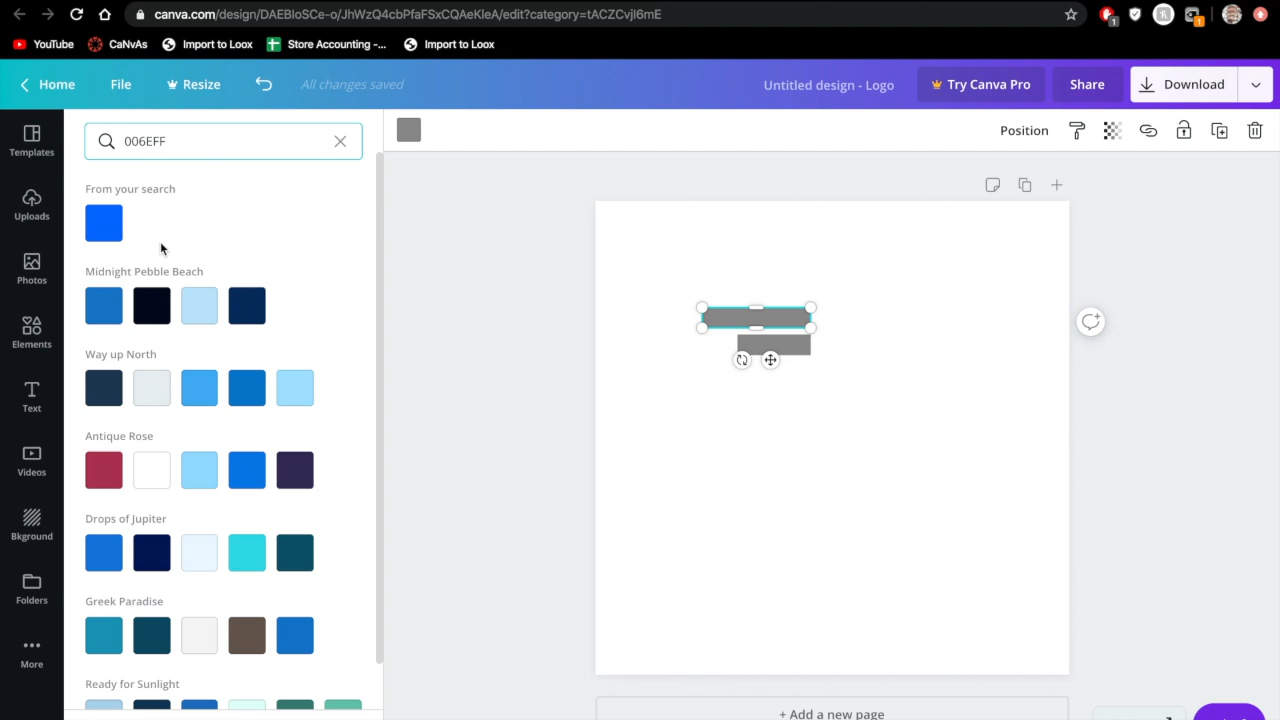 canva.com/design/DAEBIoSCe-o/JhWzQ4cbPfaFSxCQAeKleA/edit?category=tACZCvjl6mE
YouTube
CaNvAs
Import to Loox
Store Accounting -...
Import to Loox
Home
File
Resize
All changes saved
Untitled design - Logo
Try Canva Pro
Share
Download
Templates
Uploads
Photos
Elements
Text
Videos
Bkground
Folders
More
006EFF
From your search
Midnight Pebble Beach
Way up North
Antique Rose
Drops of Jupiter
Greek Paradise
Ready for Sunlight
Position
+ Add a new page